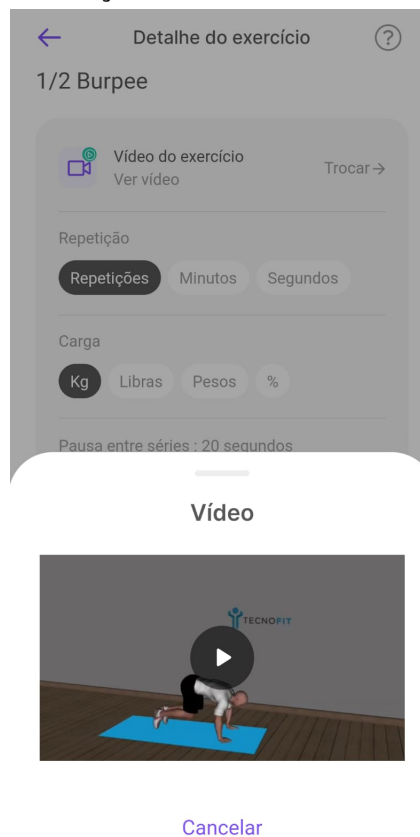 Detalhe do exercício
1/2 Burpee
Vídeo do exercício
Ver vídeo
Trocar
Repetição
Repetições Minutos Segundos
Carga
Kg Libras Pesos %
Pausa entre séries : 20 segundos
Vídeo
TECNOFIT
Cancelar